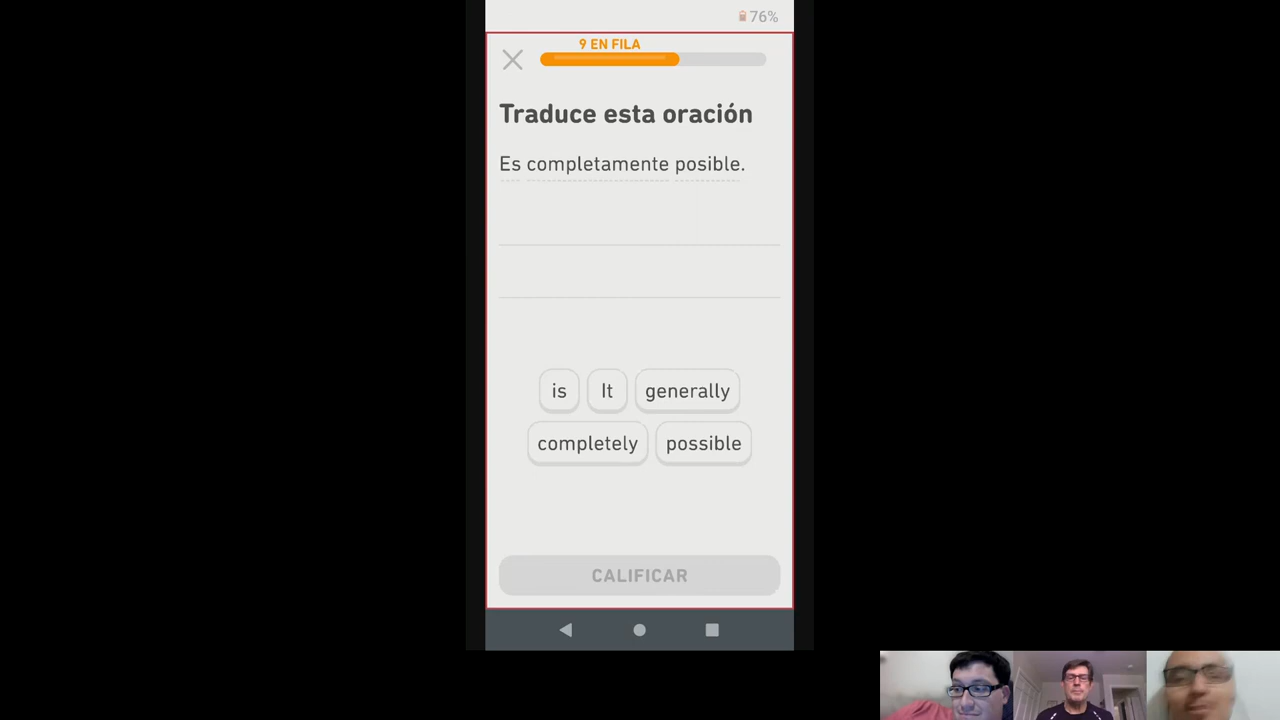 76%
9 EN FILA
Traduce esta oración
Es completamente posible.
is It generally
completely possible
CALIFICAR